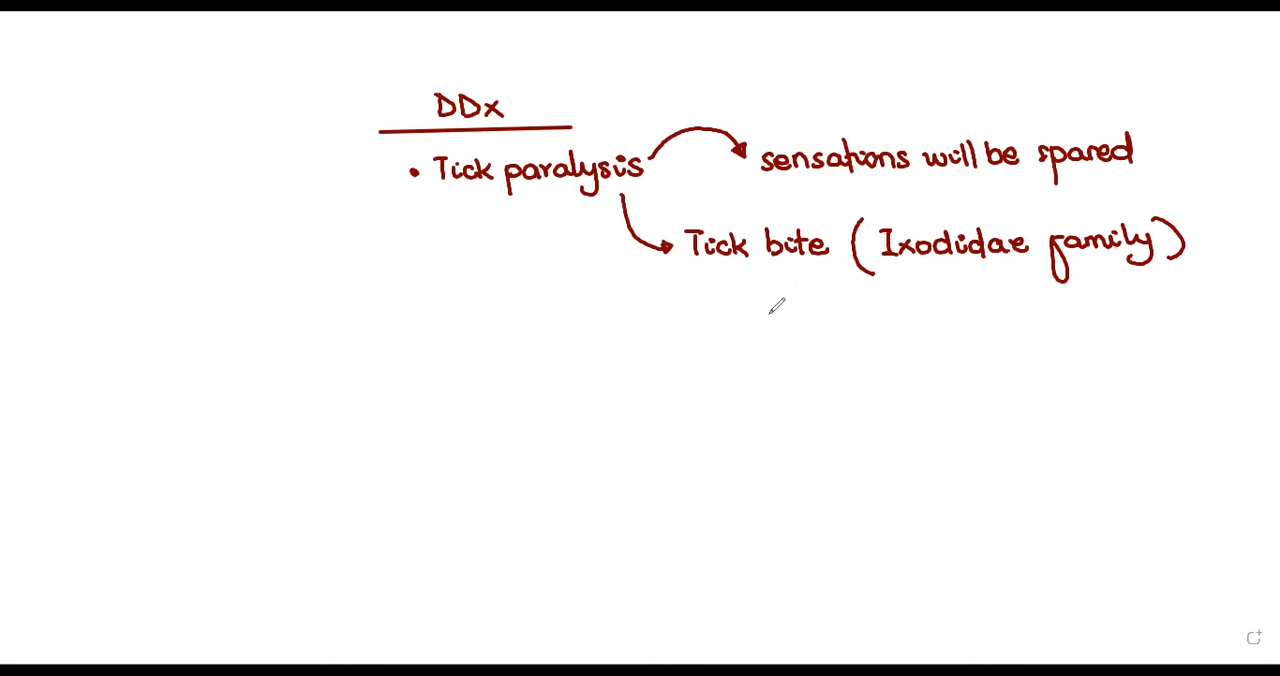 DDx
• Tick paralysis
sensations will be spared
Tick bite (Ixodidae family)